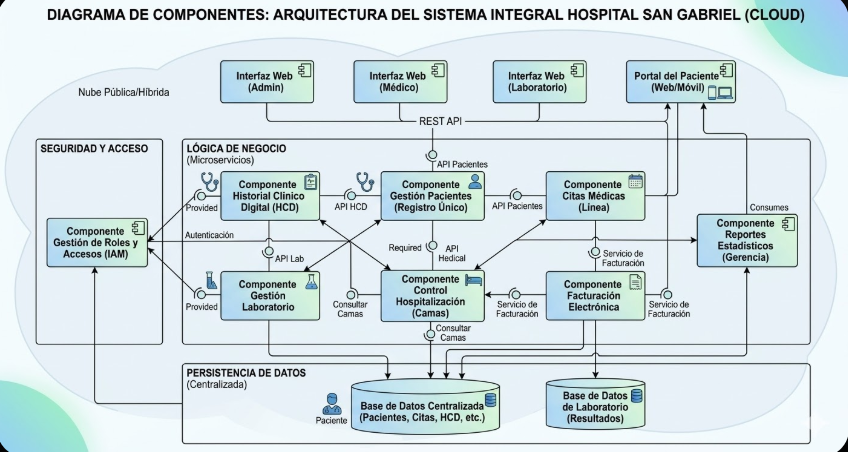 DIAGRAMA DE COMPONENTES: ARQUITECTURA DEL SISTEMA INTEGRAL HOSPITAL SAN GABRIEL (CLOUD)
Nube Pública/Híbrida
Interfaz Web
(Admin)
Interfaz Web
(Médico)
Interfaz Web
(Laboratorio)
Portal del Paciente
(Web/Móvil)
REST API
SEGURIDAD Y ACCESO
LÓGICA DE NEGOCIO
(Microservicios)
API Pacientes
Provided
Componente
Historial Clínico
Digital (HCD)
API HCD
Componente
Gestión Pacientes
(Registro Único)
API Pacientes
Componente
Citas Médicas
(Línea)
Consumes
Componente
Gestión de Roles y
Accesos (IAM)
Autenticación
API Lab
Required
API
Hedical
Servicio de
Facturación
Componente
Reportes
Estadísticos
(Gerencia)
Provided
Componente
Gestión
Laboratorio
Consultar
Camas
Componente
Control
Hospitalización
(Camas)
Servicio de
Facturación
Componente
Facturación
Electrónica
Servicio de
Facturación
Consultar
Camas
PERSISTENCIA DE DATOS
(Centralizada)
Paciente
Base de Datos Centralizada
(Pacientes, Citas, HCD, etc.)
Base de Datos
de Laboratorio
(Resultados)